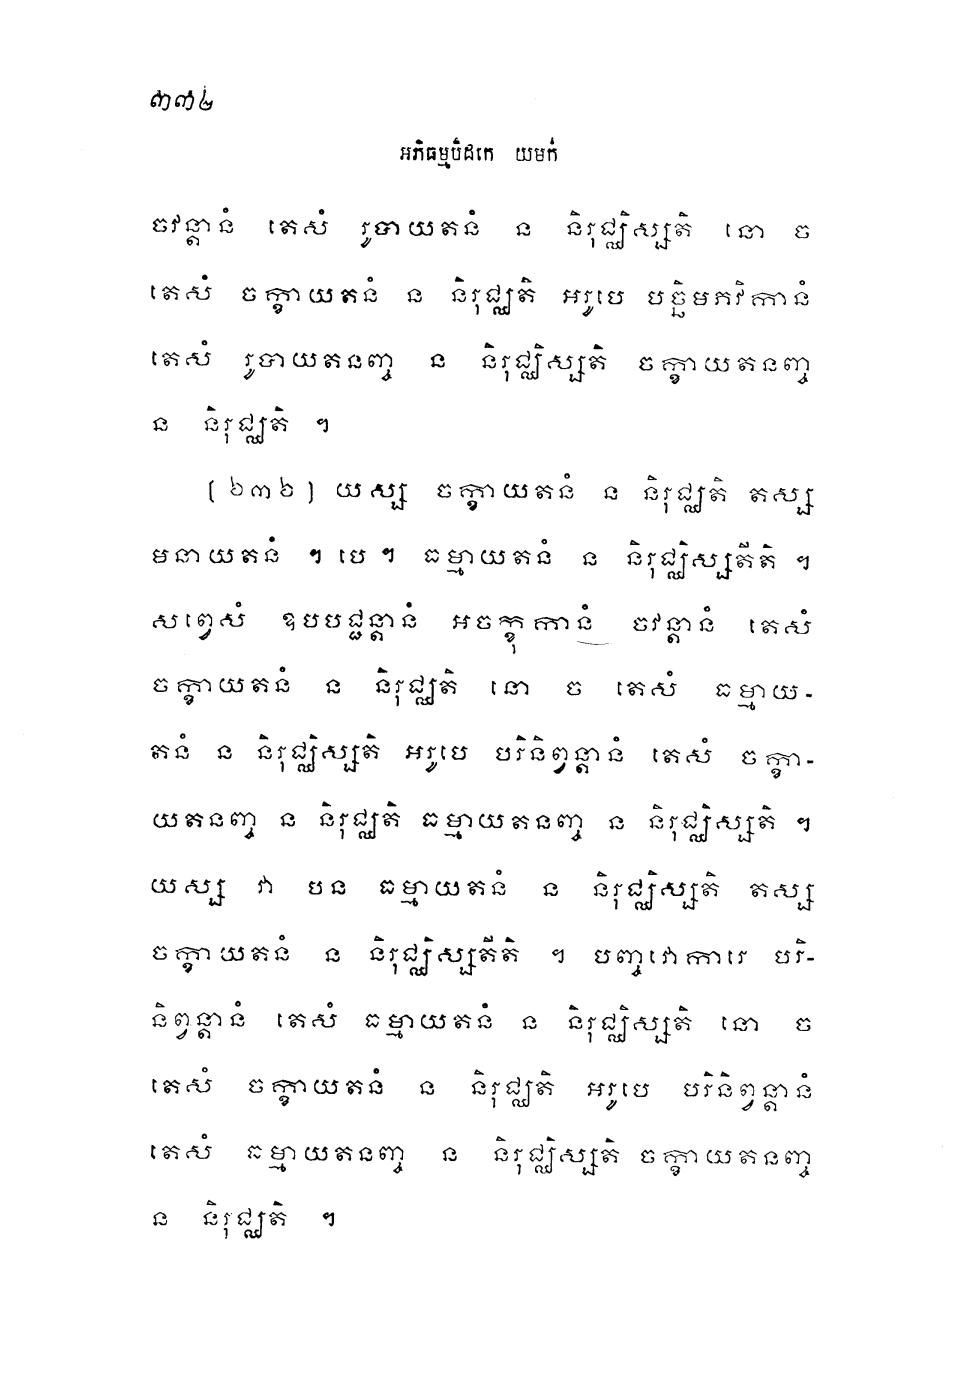 ៣៣៤
អភិធម្មបិដកេ យមកំ
ចវន្តានំ តេសំ រូបាយតនំ ន និរុជ្ឈិស្សតិ នោ ច
តេសំ ចក្ខាយតនំ ន និរុជ្ឈតិ អរូបេ បច្ឆិមភវិកានំ
តេសំ រូបាយតនញ្ច ន និរុជ្ឈិស្សតិ ចក្ខាយតនញ្ច
ន និរុជ្ឈតិ ។
[៦៣៦] យស្ស ចក្ខាយតនំ ន និរុជ្ឈតិ តស្ស
មនាយតនំ ។ បេ ។ ធម្មាយតនំ ន និរុជ្ឈិស្សតីតិ ។
សព្វេសំ ឧបបជ្ជន្តានំ អចក្ខុកានំ ចវន្តានំ តេសំ
ចក្ខាយតនំ ន និរុជ្ឈតិ នោ ច តេសំ ធម្មាយ-
តនំ ន និរុជ្ឈិស្សតិ អរូបេ បរិនិព្វន្តានំ តេសំ ចក្ខា-
យតនញ្ច ន និរុជ្ឈតិ ធម្មាយតនញ្ច ន និរុជ្ឈិស្សតិ ។
យស្ស វា បន ធម្មាយតនំ ន និរុជ្ឈិស្សតិ តស្ស
ចក្ខាយតនំ ន និរុជ្ឈិស្សតីតិ ។ បញ្ចវោការេ បរិ-
និព្វន្តានំ តេសំ ធម្មាយតនំ ន និរុជ្ឈិស្សតិ នោ ច
តេសំ ចក្ខាយតនំ ន និរុជ្ឈតិ អរូបេ បរិនិព្វន្តានំ
តេសំ ធម្មាយតនញ្ច ន និរុជ្ឈិស្សតិ ចក្ខាយតនញ្ច
ន និរុជ្ឈតិ ។